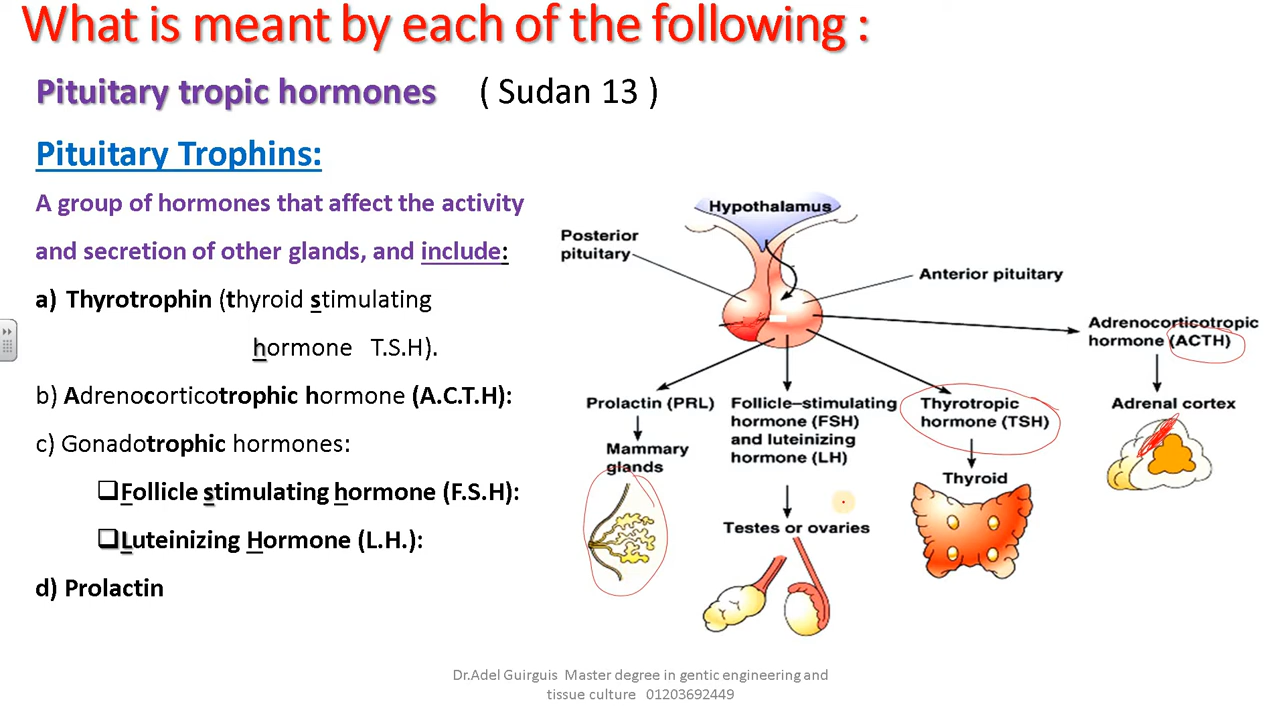 What is meant by each of the following :
Pituitary tropic hormones ( Sudan 13 )
Pituitary Trophins:
A group of hormones that affect the activity
and secretion of other glands, and include:
a) Thyrotrophin (thyroid stimulating
hormone T.S.H).
b) Adrenocorticotrophic hormone (A.C.T.H):
c) Gonadotrophic hormones:
❑Follicle stimulating hormone (F.S.H):
❑Luteinizing Hormone (L.H.):
d) Prolactin
Hypothalamus
Posterior
pituitary
Anterior pituitary
Adrenocorticotropic
hormone (ACTH)
Prolactin (PRL)
Mammary
glands
Follicle–stimulating
hormone (FSH)
and luteinizing
hormone (LH)
Testes or ovaries
Thyrotropic
hormone (TSH)
Thyroid
Adrenal cortex
Dr.Adel Guirguis Master degree in gentic engineering and
tissue culture 01203692449